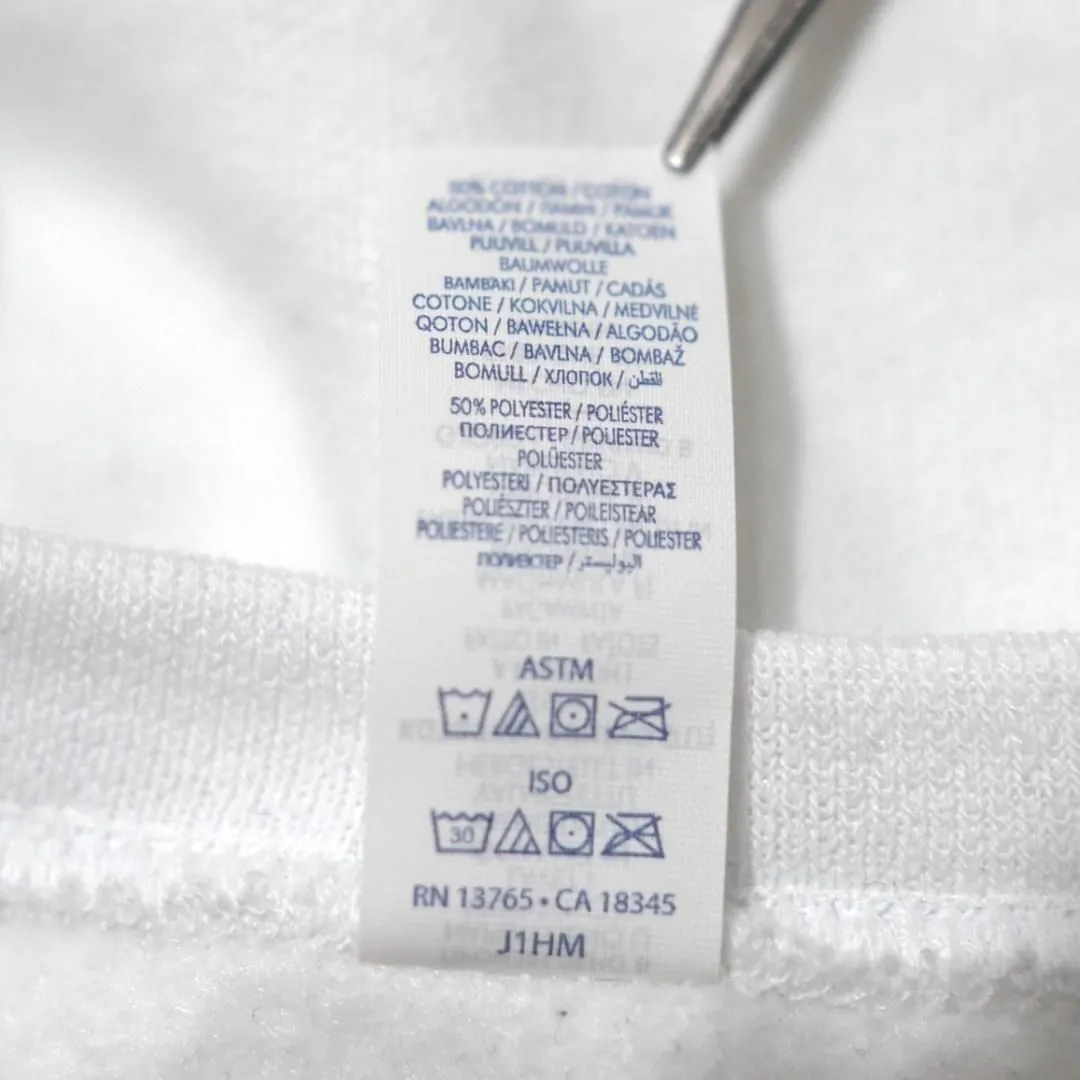 50% COTTON / COTON
ALGODÓN / ПАМУК / PAMUK
BAVLNA / BOMULD / KATOEN
PUUVILL / PUUVILLA
BAUMWOLLE
BAMBAKI / PAMUT / CADÁS
COTONE / KOKVILNA / MEDVILNĖ
QOTON / BAWEŁNA / ALGODÃO
BUMBAC / BAVLNA / BOMBAŽ
BOMULL / ХЛОПОК / القطن
50% POLYESTER / POLIÉSTER
ПОЛИЕСТЕР / POLIESTER
POLÜESTER
POLYESTERI / ΠΟΛΥΕΣΤΕΡΑΣ
POLIÉSZTER / POILEISTEAR
POLIESTERE / POLIESTERIS / POLIESTER
ПОЛИЭСТЕР / البوليستر
ASTM
ISO
30
RN 13765 • CA 18345
J1HM